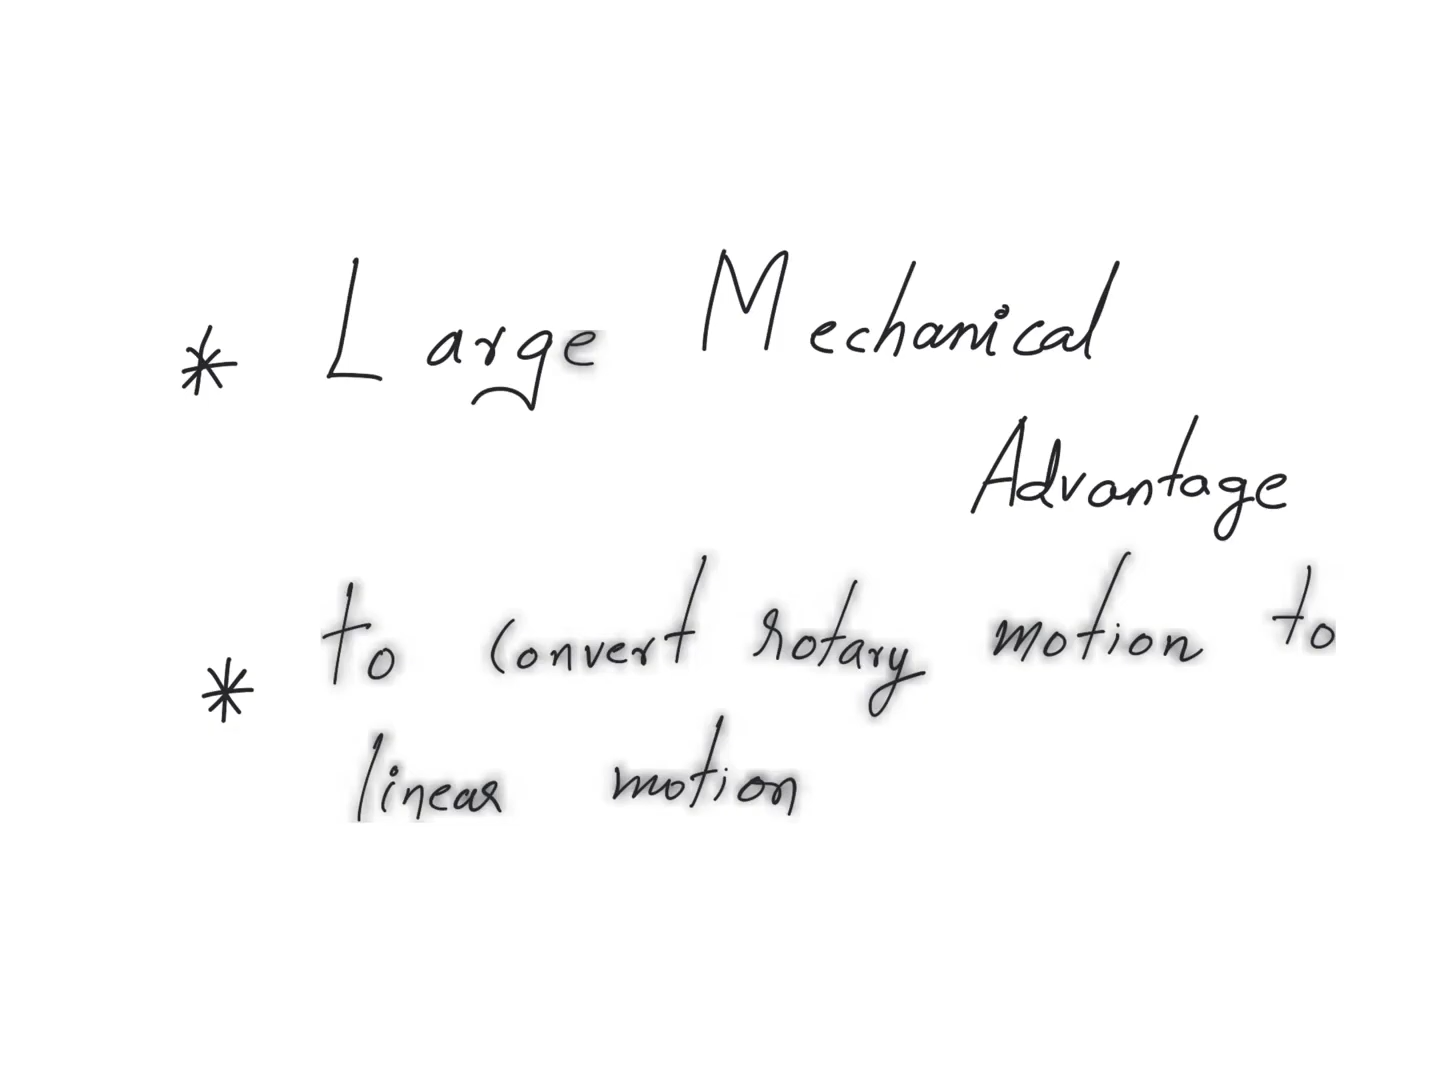 * Large Mechanical
Advantage
* to convert rotary motion to
linear motion